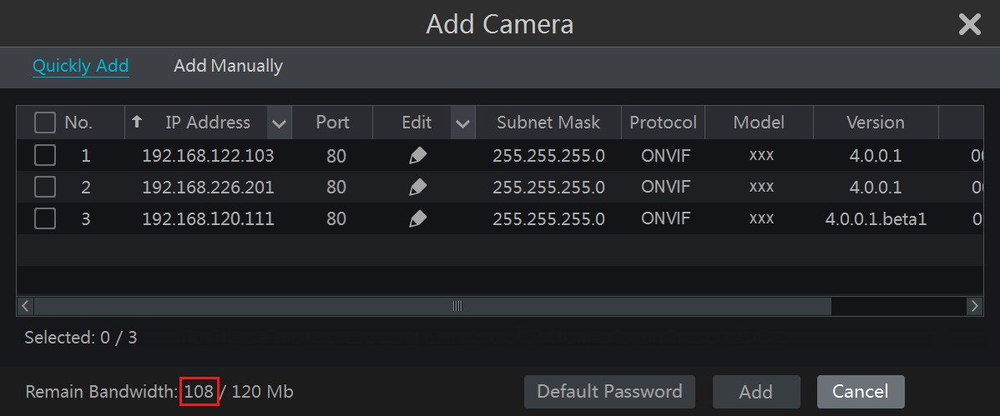 Add Camera
Quickly Add Add Manually
No. IP Address Port Edit Subnet Mask Protocol Model Version
1 192.168.122.103 80 255.255.255.0 ONVIF xxx 4.0.0.1
2 192.168.226.201 80 255.255.255.0 ONVIF xxx 4.0.0.1
3 192.168.120.111 80 255.255.255.0 ONVIF xxx 4.0.0.1.beta1
Selected: 0 / 3
Remain Bandwidth: 108 / 120 Mb Default Password Add Cancel